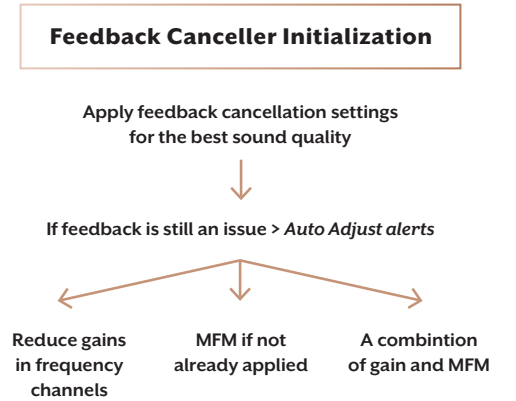 Feedback Canceller Initialization
Apply feedback cancellation settings
for the best sound quality
If feedback is still an issue > Auto Adjust alerts
Reduce gains
in frequency
channels
MFM if not
already applied
A combintion
of gain and MFM